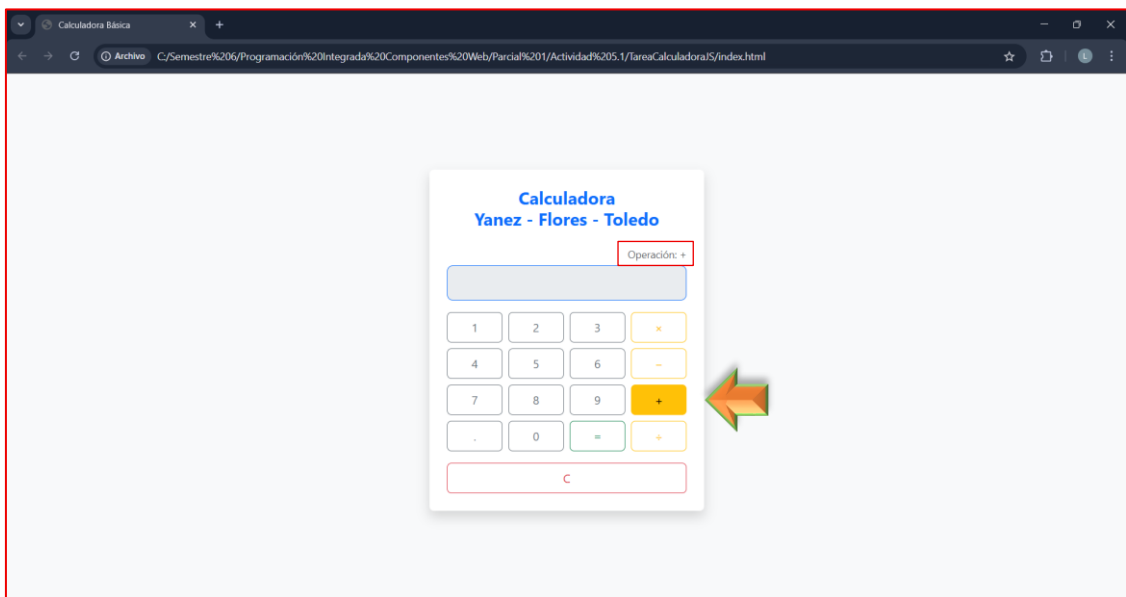 Calculadora Básica
Archivo C:/Semestre%206/Programación%20Integrada%20Componentes%20Web/Parcial%201/Actividad%205.1/TareaCalculadoraJS/index.html
L
Calculadora
Yanez - Flores - Toledo
Operación: +
1 2 3 ×
4 5 6 −
7 8 9 +
. 0 = ÷
C